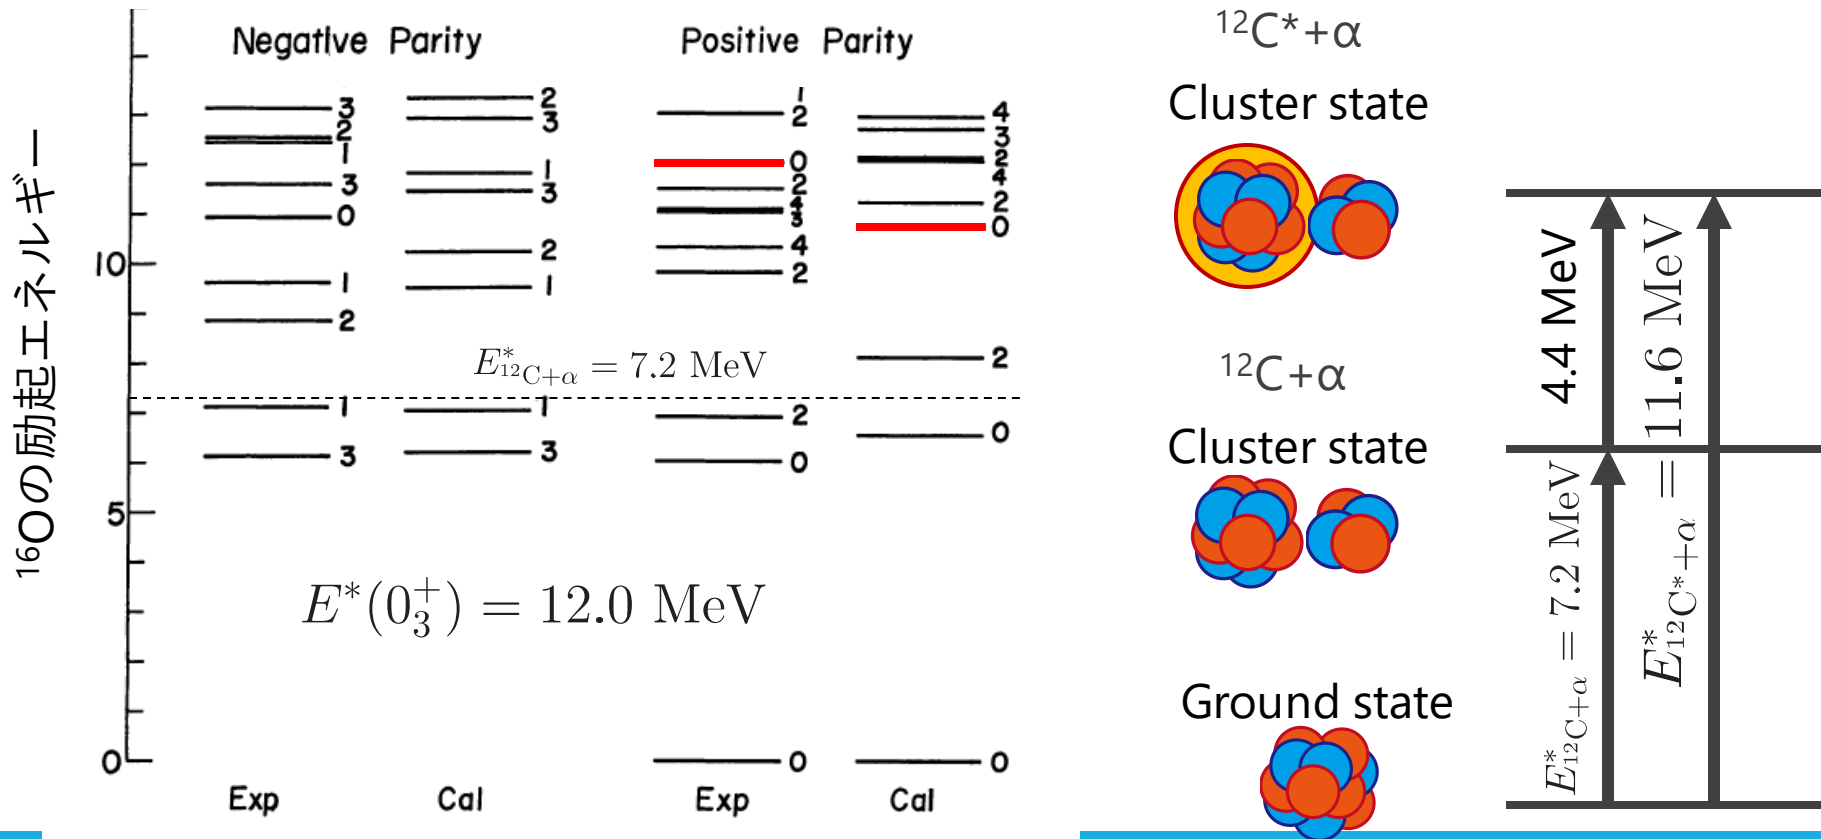 ¹⁶Oの励起エネルギー
Negative Parity
Positive Parity
10
5
0
3
2
1
3
0
1
2
1
3
2
3
1
3
2
1
1
3
1
2
0
2
4
3
4
2
2
0
0
4
3
2
4
2
0
2
0
0
E*₁₂C+α = 7.2 MeV
E*(0₃⁺) = 12.0 MeV
Exp
Cal
Exp
Cal
¹²C*+α
Cluster state
¹²C+α
Cluster state
Ground state
4.4 MeV
E*₁₂C+α = 7.2 MeV
E*₁₂C*+α = 11.6 MeV